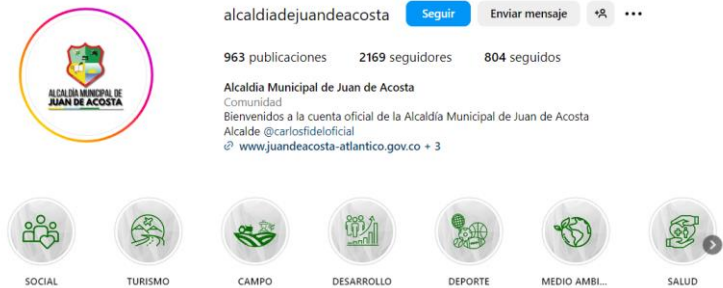 alcaldiadejuandeacosta Seguir Enviar mensaje
963 publicaciones 2169 seguidores 804 seguidos
ALCALDÍA MUNICIPAL DE
JUAN DE ACOSTA
Alcaldia Municipal de Juan de Acosta
Comunidad
Bienvenidos a la cuenta oficial de la Alcaldía Municipal de Juan de Acosta
Alcalde @carlosfideloficial
www.juandeacosta-atlantico.gov.co + 3
SOCIAL TURISMO CAMPO DESARROLLO DEPORTE MEDIO AMBI... SALUD